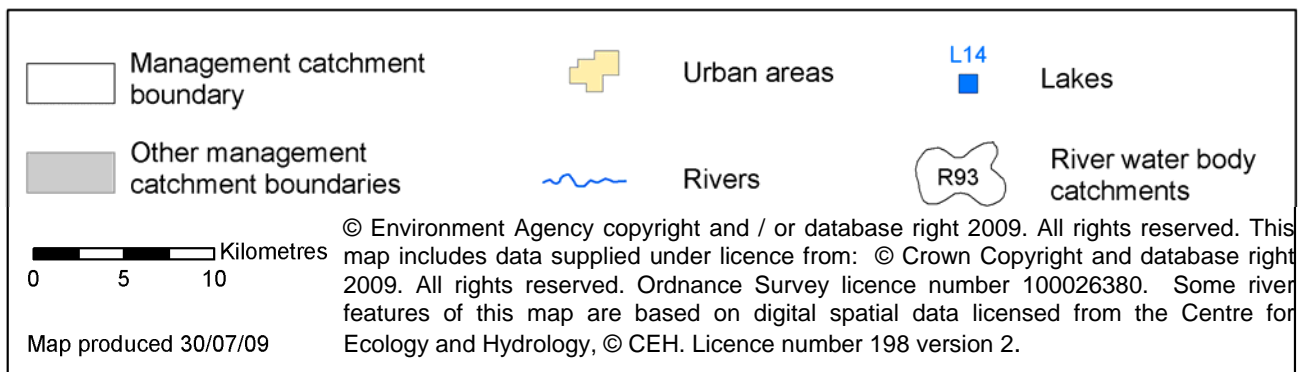 Management catchment
boundary
Urban areas
L14
Lakes
Other management
catchment boundaries
Rivers
R93
River water body
catchments
Kilometres
0 5 10
Map produced 30/07/09
© Environment Agency copyright and / or database right 2009. All rights reserved. This
map includes data supplied under licence from: © Crown Copyright and database right
2009. All rights reserved. Ordnance Survey licence number 100026380. Some river
features of this map are based on digital spatial data licensed from the Centre for
Ecology and Hydrology, © CEH. Licence number 198 version 2.